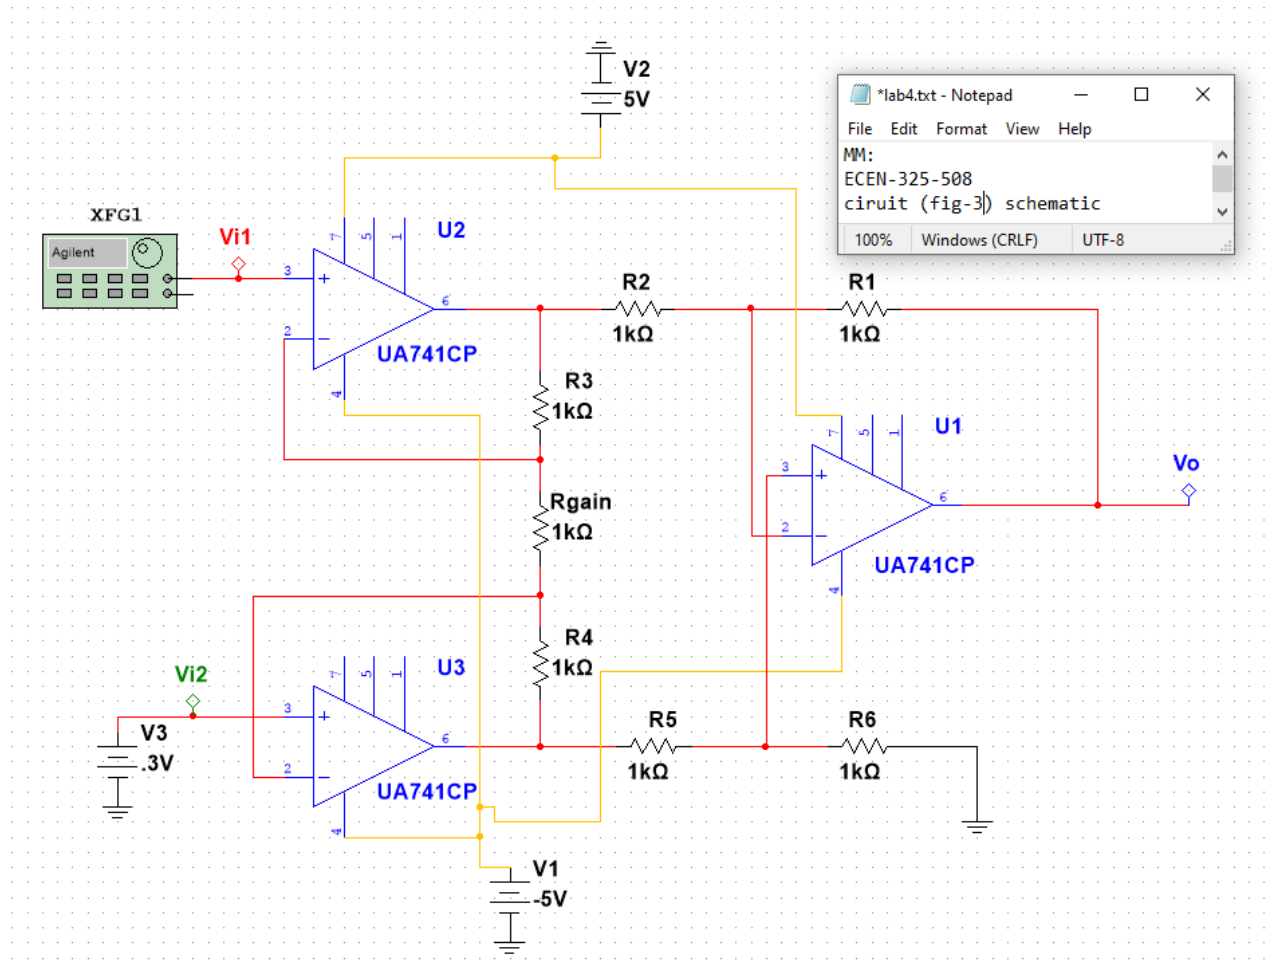 V2
5V
*lab4.txt - Notepad
File Edit Format View Help
MM:
ECEN-325-508
ciruit (fig-3) schematic
100% Windows (CRLF) UTF-8
XFG1
Agilent
Vi1
7 5 1
U2
3
2
6
4
UA741CP
R2
1kΩ
R1
1kΩ
R3
1kΩ
7 5 1
U1
3
2
6
4
UA741CP
Vo
Rgain
1kΩ
R4
1kΩ
7 5 1
U3
Vi2
3
2
6
4
UA741CP
V3
.3V
R5
1kΩ
R6
1kΩ
V1
-5V